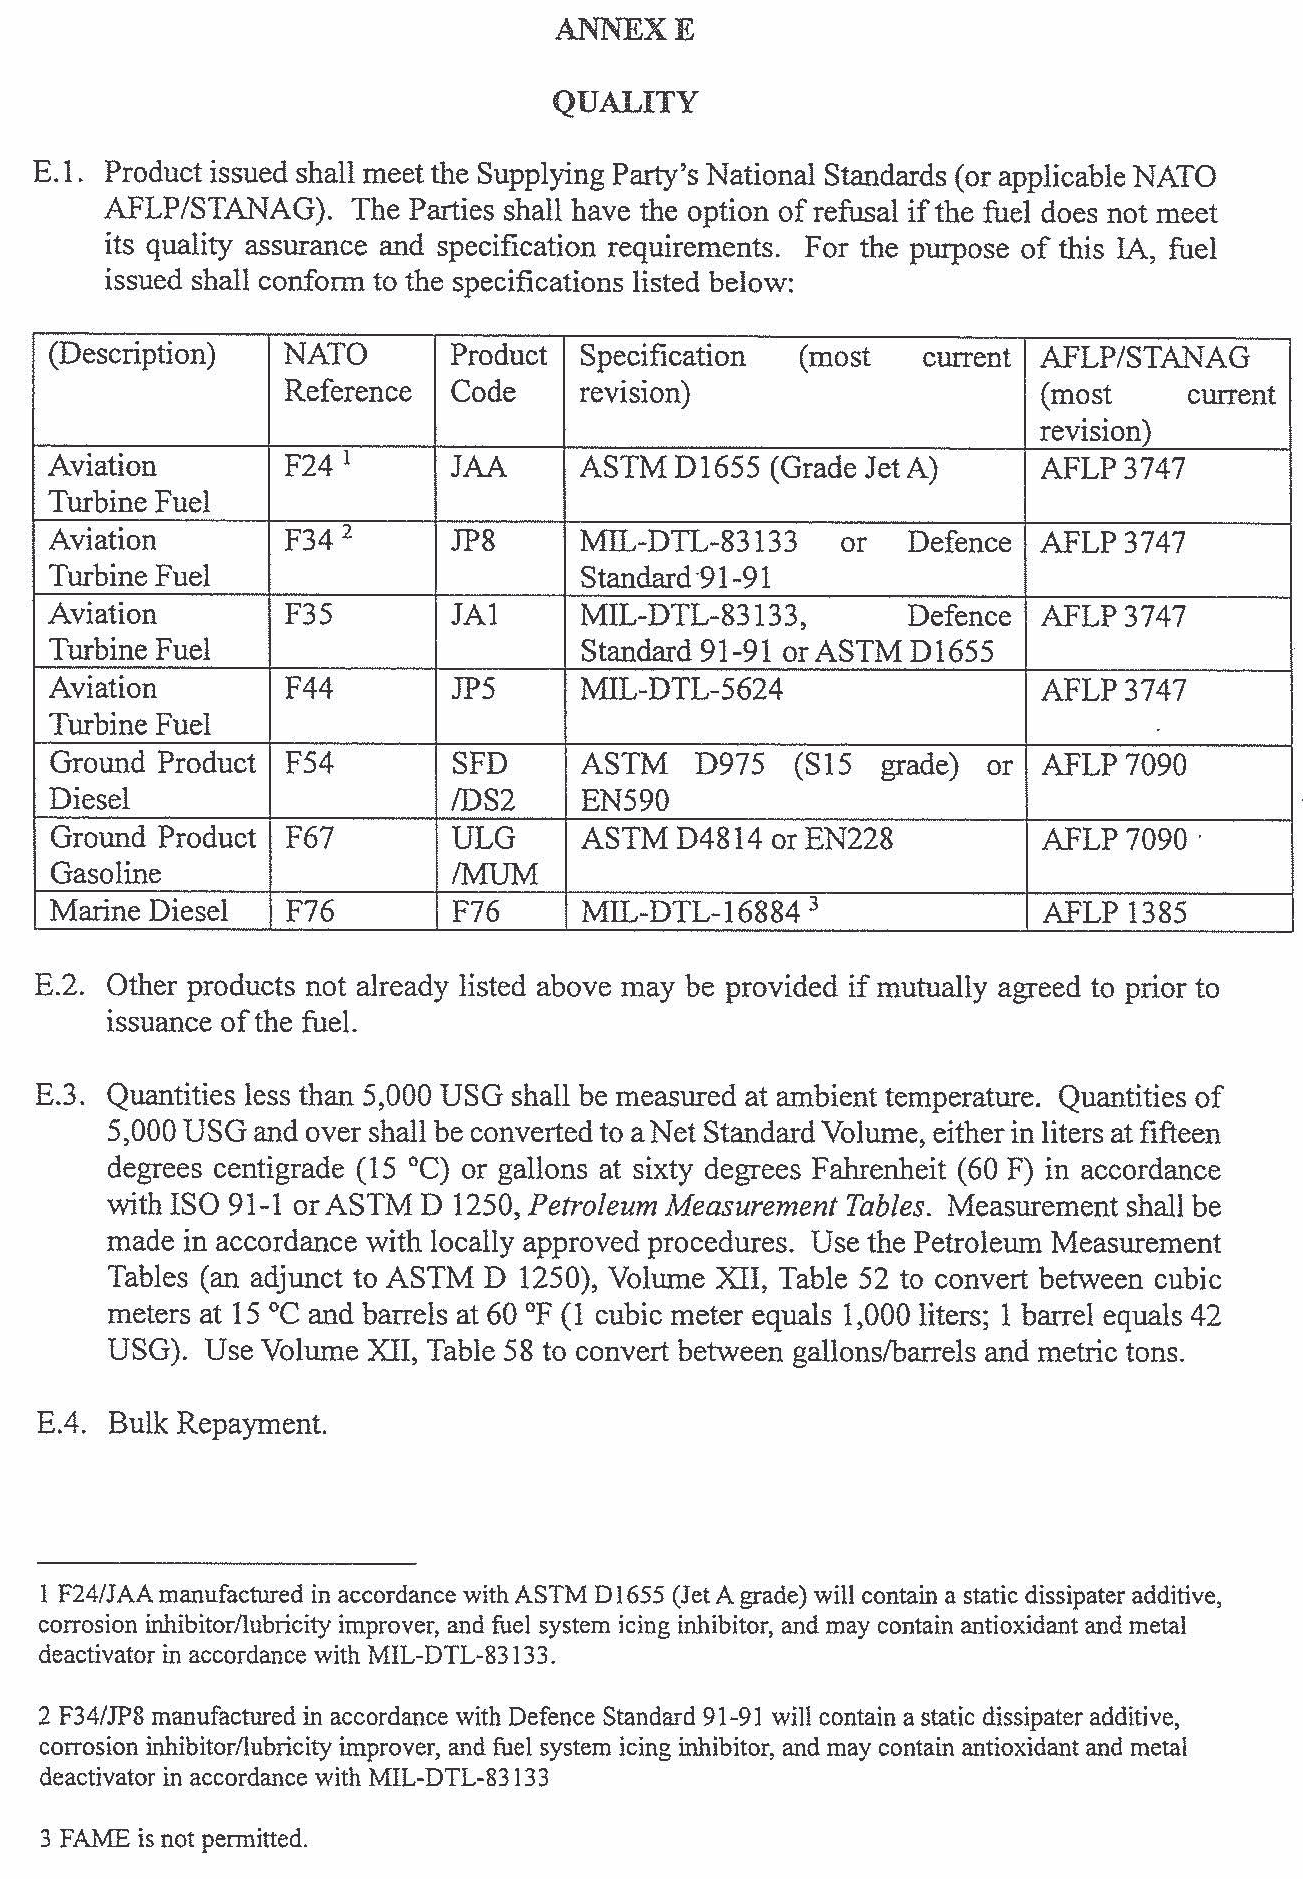 ANNEX E
QUALITY
E.1. Product issued shall meet the Supplying Party's National Standards (or applicable NATO
AFLP/STANAG). The Parties shall have the option of refusal if the fuel does not meet
its quality assurance and specification requirements. For the purpose of this IA, fuel
issued shall conform to the specifications listed below:
(Description) NATO Product Specification (most current AFLP/STANAG
Reference Code revision) (most current
revision)
Aviation F24 1 JAA ASTM D1655 (Grade Jet A) AFLP 3747
Turbine Fuel
Aviation F34 2 JP8 MIL-DTL-83133 or Defence AFLP 3747
Turbine Fuel Standard 91-91
Aviation F35 JA1 MIL-DTL-83133, Defence AFLP 3747
Turbine Fuel Standard 91-91 or ASTM D1655
Aviation F44 JP5 MIL-DTL-5624 AFLP 3747
Turbine Fuel
Ground Product F54 SFD ASTM D975 (S15 grade) or AFLP 7090
Diesel /DS2 EN590
Ground Product F67 ULG ASTM D4814 or EN228 AFLP 7090
Gasoline /MUM
Marine Diesel F76 F76 MIL-DTL-16884 3 AFLP 1385
E.2. Other products not already listed above may be provided if mutually agreed to prior to
issuance of the fuel.
E.3. Quantities less than 5,000 USG shall be measured at ambient temperature. Quantities of
5,000 USG and over shall be converted to a Net Standard Volume, either in liters at fifteen
degrees centigrade (15 ºC) or gallons at sixty degrees Fahrenheit (60 F) in accordance
with ISO 91-1 or ASTM D 1250, Petroleum Measurement Tables. Measurement shall be
made in accordance with locally approved procedures. Use the Petroleum Measurement
Tables (an adjunct to ASTM D 1250), Volume XII, Table 52 to convert between cubic
meters at 15 ºC and barrels at 60 ºF (1 cubic meter equals 1,000 liters; 1 barrel equals 42
USG). Use Volume XII, Table 58 to convert between gallons/barrels and metric tons.
E.4. Bulk Repayment.
1 F24/JAA manufactured in accordance with ASTM D1655 (Jet A grade) will contain a static dissipater additive,
corrosion inhibitor/lubricity improver, and fuel system icing inhibitor, and may contain antioxidant and metal
deactivator in accordance with MIL-DTL-83133.
2 F34/JP8 manufactured in accordance with Defence Standard 91-91 will contain a static dissipater additive,
corrosion inhibitor/lubricity improver, and fuel system icing inhibitor, and may contain antioxidant and metal
deactivator in accordance with MIL-DTL-83133
3 FAME is not permitted.